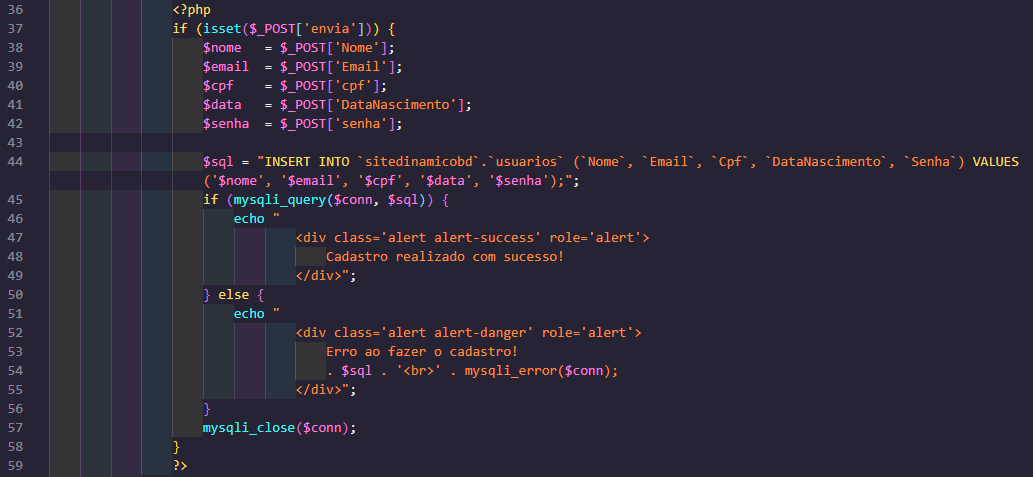 36 <?php
37 if (isset($_POST['envia'])) {
38 $nome   = $_POST['Nome'];
39 $email  = $_POST['Email'];
40 $cpf    = $_POST['cpf'];
41 $data   = $_POST['DataNascimento'];
42 $senha  = $_POST['senha'];
43
44 $sql = "INSERT INTO `sitedinamicobd`.`usuarios` (`Nome`, `Email`, `Cpf`, `DataNascimento`, `Senha`) VALUES
('$nome', '$email', '$cpf', '$data', '$senha');";
45 if (mysqli_query($conn, $sql)) {
46 echo "
47 <div class='alert alert-success' role='alert'>
48 Cadastro realizado com sucesso!
49 </div>";
50 } else {
51 echo "
52 <div class='alert alert-danger' role='alert'>
53 Erro ao fazer o cadastro!
54 . $sql . '<br>' . mysqli_error($conn);
55 </div>";
56 }
57 mysqli_close($conn);
58 }
59 ?>